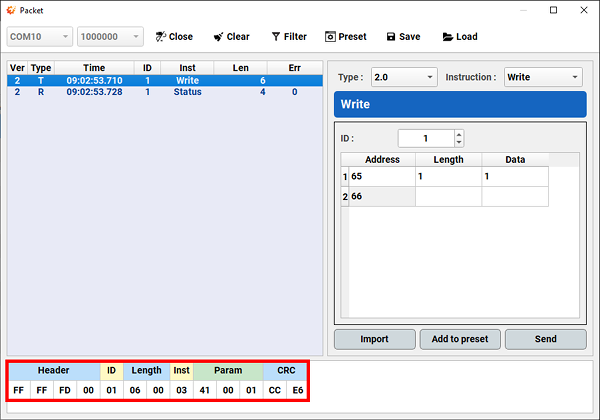 Packet
COM10 1000000 Close Clear Filter Preset Save Load
Ver Type Time ID Inst Len Err
2 T 09:02:53.710 1 Write 6
2 R 09:02:53.728 1 Status 4 0
Type : 2.0 Instruction : Write
Write
ID : 1
Address Length Data
1 65 1 1
2 66
Import Add to preset Send
Header ID Length Inst Param CRC
FF FF FD 00 01 06 00 03 41 00 01 CC E6